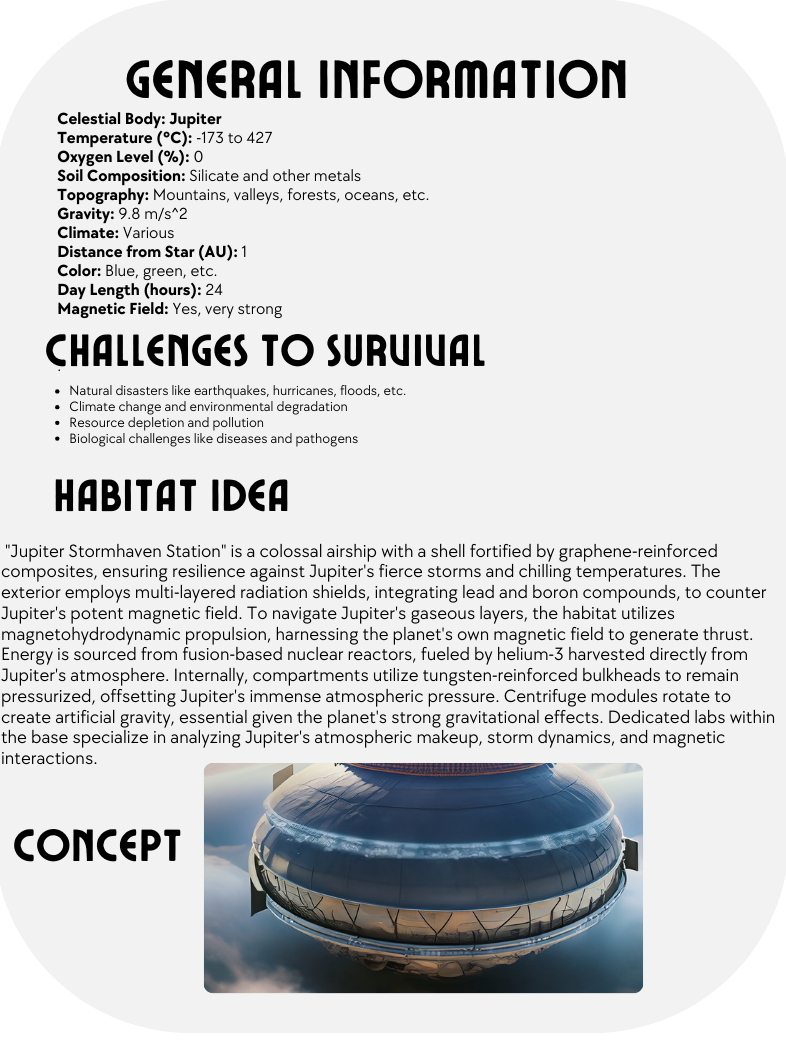 GENERAL INFORMATION
Celestial Body: Jupiter
Temperature (°C): -173 to 427
Oxygen Level (%): 0
Soil Composition: Silicate and other metals
Topography: Mountains, valleys, forests, oceans, etc.
Gravity: 9.8 m/s^2
Climate: Various
Distance from Star (AU): 1
Color: Blue, green, etc.
Day Length (hours): 24
Magnetic Field: Yes, very strong
CHALLENGES TO SURVIVAL
• Natural disasters like earthquakes, hurricanes, floods, etc.
• Climate change and environmental degradation
• Resource depletion and pollution
• Biological challenges like diseases and pathogens
HABITAT IDEA
"Jupiter Stormhaven Station" is a colossal airship with a shell fortified by graphene-reinforced
composites, ensuring resilience against Jupiter's fierce storms and chilling temperatures. The
exterior employs multi-layered radiation shields, integrating lead and boron compounds, to counter
Jupiter's potent magnetic field. To navigate Jupiter's gaseous layers, the habitat utilizes
magnetohydrodynamic propulsion, harnessing the planet's own magnetic field to generate thrust.
Energy is sourced from fusion-based nuclear reactors, fueled by helium-3 harvested directly from
Jupiter's atmosphere. Internally, compartments utilize tungsten-reinforced bulkheads to remain
pressurized, offsetting Jupiter's immense atmospheric pressure. Centrifuge modules rotate to
create artificial gravity, essential given the planet's strong gravitational effects. Dedicated labs within
the base specialize in analyzing Jupiter's atmospheric makeup, storm dynamics, and magnetic
interactions.
CONCEPT